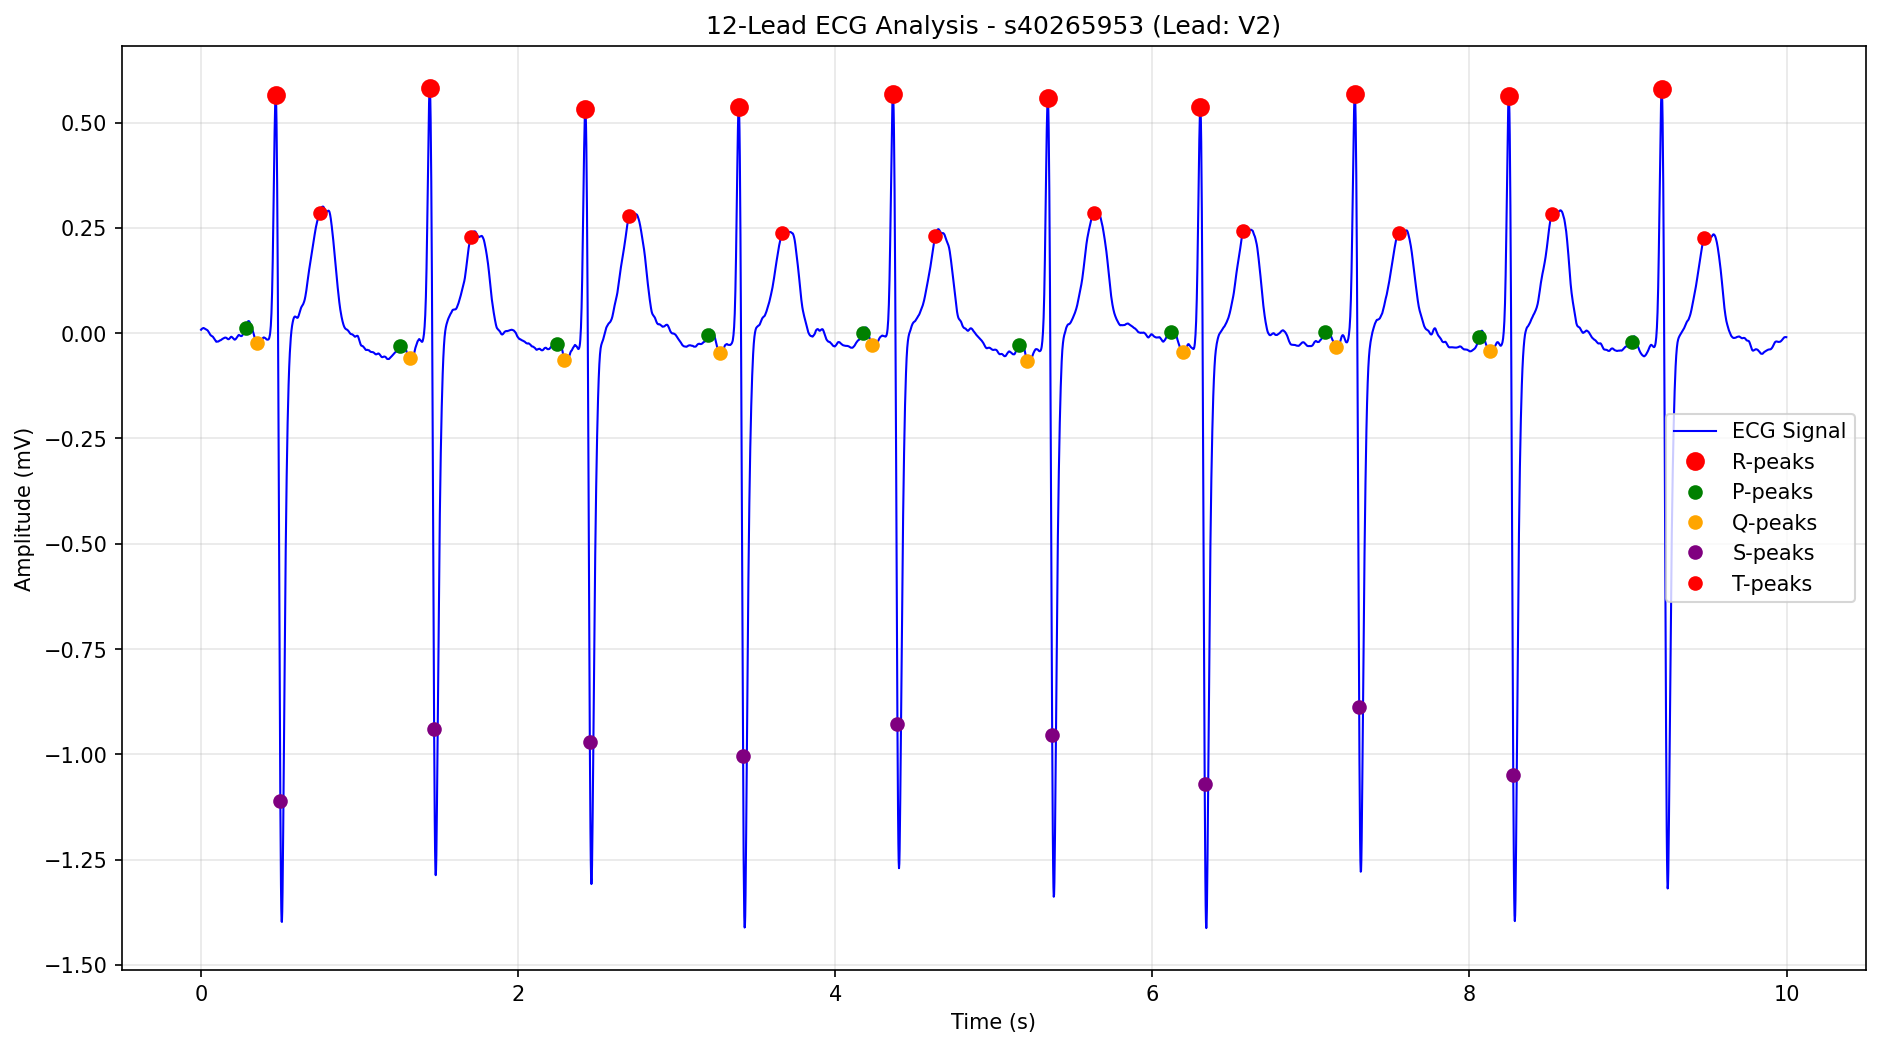 12-Lead ECG Analysis - s40265953 (Lead: V2)
Amplitude (mV)
0.50
0.25
0.00
−0.25
−0.50
−0.75
−1.00
−1.25
−1.50
ECG Signal
R-peaks
P-peaks
Q-peaks
S-peaks
T-peaks
0 2 4 6 8 10
Time (s)